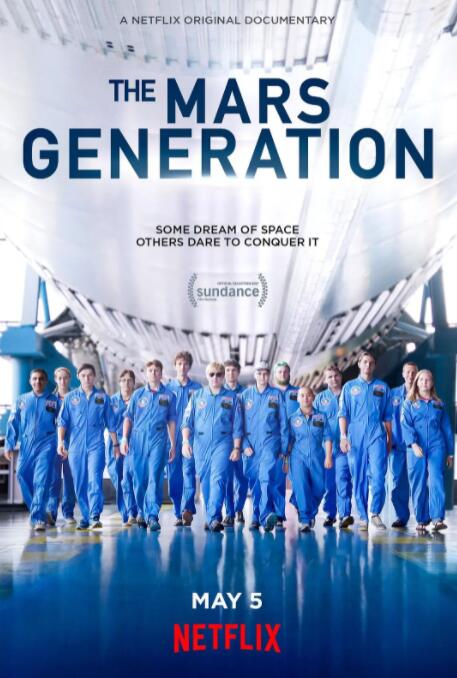 A NETFLIX ORIGINAL DOCUMENTARY
THE MARS
GENERATION
SOME DREAM OF SPACE
OTHERS DARE TO CONQUER IT
sundance
MAY 5
NETFLIX